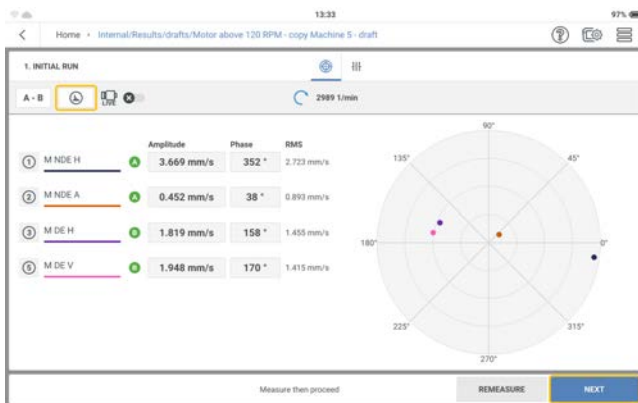 13:33
97%
Home › Internal/Results/drafts/Motor above 120 RPM - copy Machine 5 - draft
1. INITIAL RUN
A - B
LIVE
2989 1/min
Amplitude Phase RMS
1 M NDE H A 3.669 mm/s 352 ° 2.723 mm/s
2 M NDE A A 0.452 mm/s 38 ° 0.893 mm/s
3 M DE H B 1.819 mm/s 158 ° 1.455 mm/s
5 M DE V B 1.948 mm/s 170 ° 1.415 mm/s
90°
135° 45°
180° 0°
225° 315°
270°
Measure then proceed
REMEASURE
NEXT